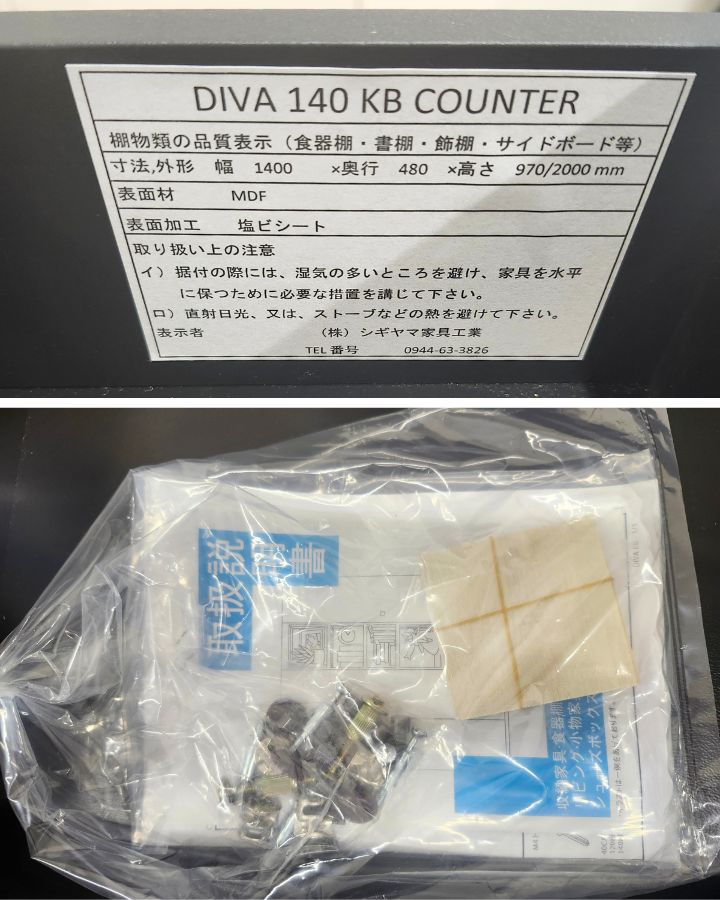 DIVA 140 KB COUNTER
棚物類の品質表示（食器棚・書棚・飾棚・サイドボード等）
寸法,外形 幅 1400 ×奥行 480 ×高さ 970/2000 mm
表面材 MDF
表面加工 塩ビシート
取り扱い上の注意
イ）据付の際には、湿気の多いところを避け、家具を水平
に保つために必要な措置を講じて下さい。
ロ）直射日光、又は、ストーブなどの熱を避けて下さい。
表示者 （株）シギヤマ家具工業
TEL 番号 0944-63-3826
取扱説
明書